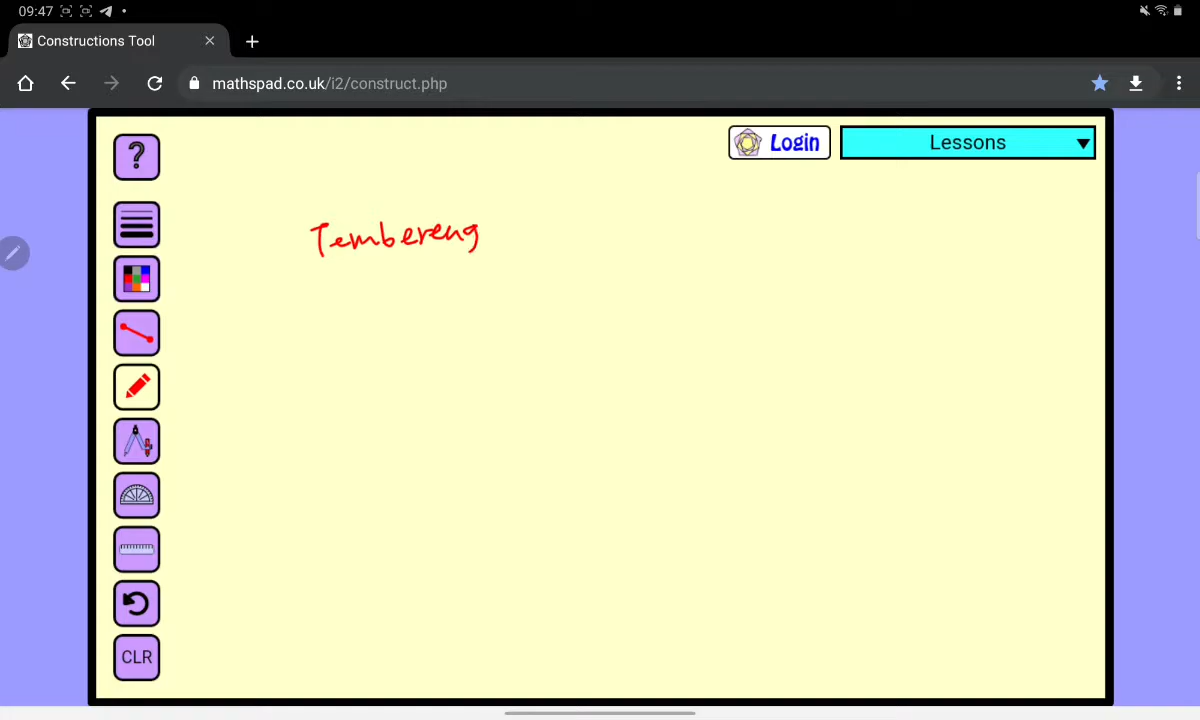 09:47
Constructions Tool
mathspad.co.uk/i2/construct.php
?
Login
Lessons
Tembereng
CLR